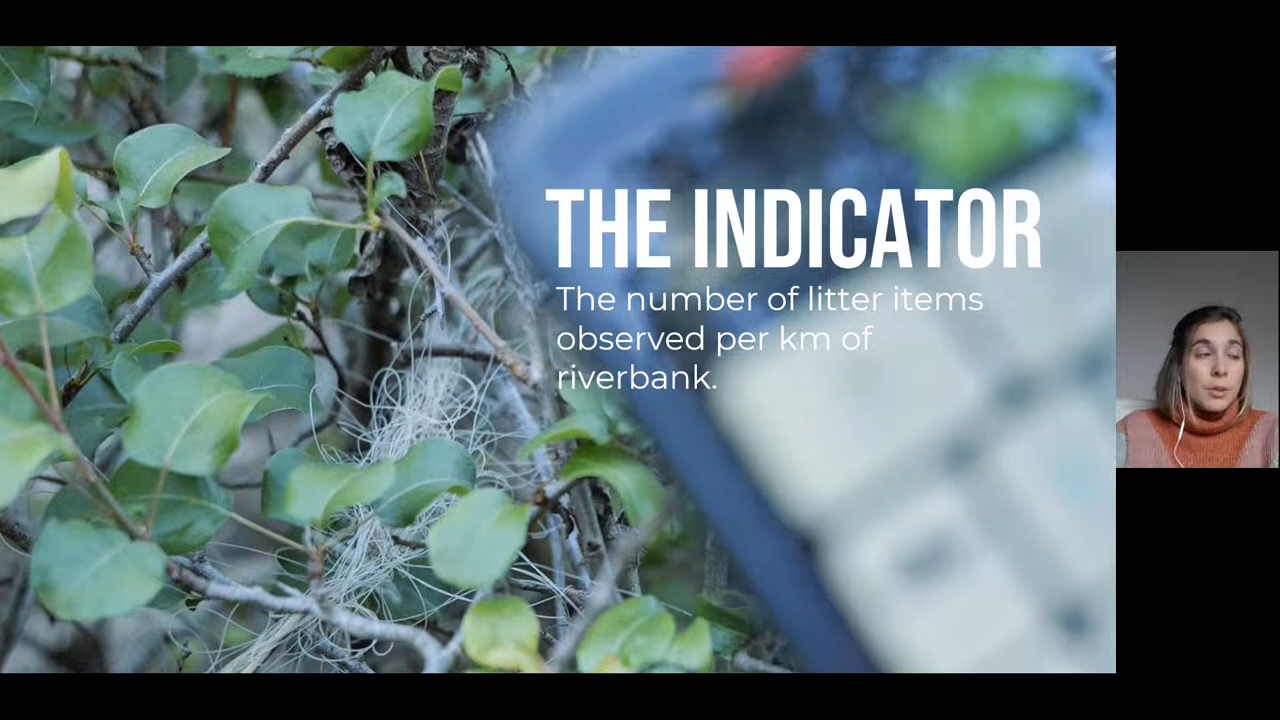 THE INDICATOR
The number of litter items
observed per km of
riverbank.